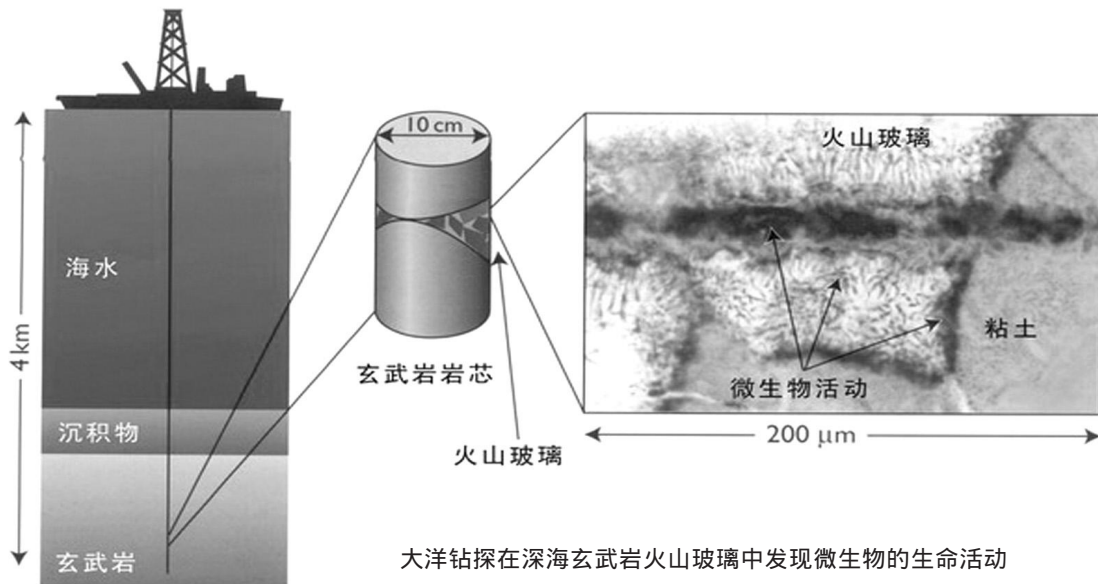 海水
4km
沉积物
玄武岩
10 cm
玄武岩岩芯
火山玻璃
火山玻璃
粘土
微生物活动
200 μm
大洋钻探在深海玄武岩火山玻璃中发现微生物的生命活动